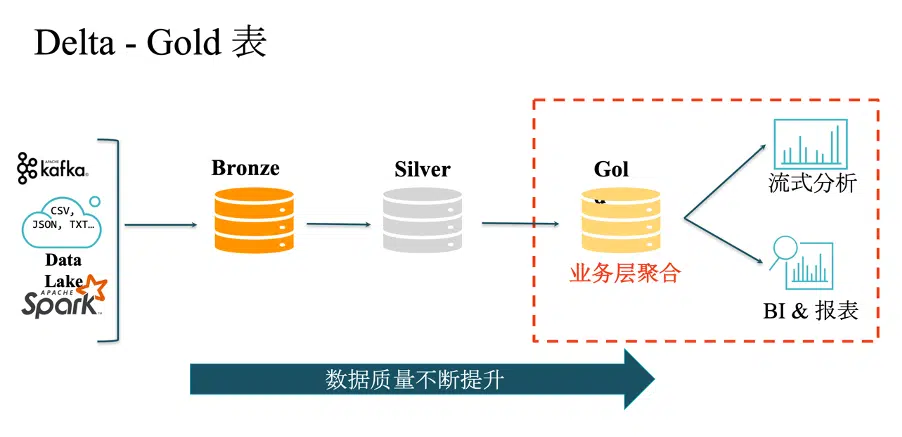 Delta - Gold 表
APACHE
kafka®
CSV,
JSON, TXT…
Data
Lake
APACHE
Spark™
Bronze
Silver
Gol
d
业务层聚合
流式分析
BI & 报表
数据质量不断提升